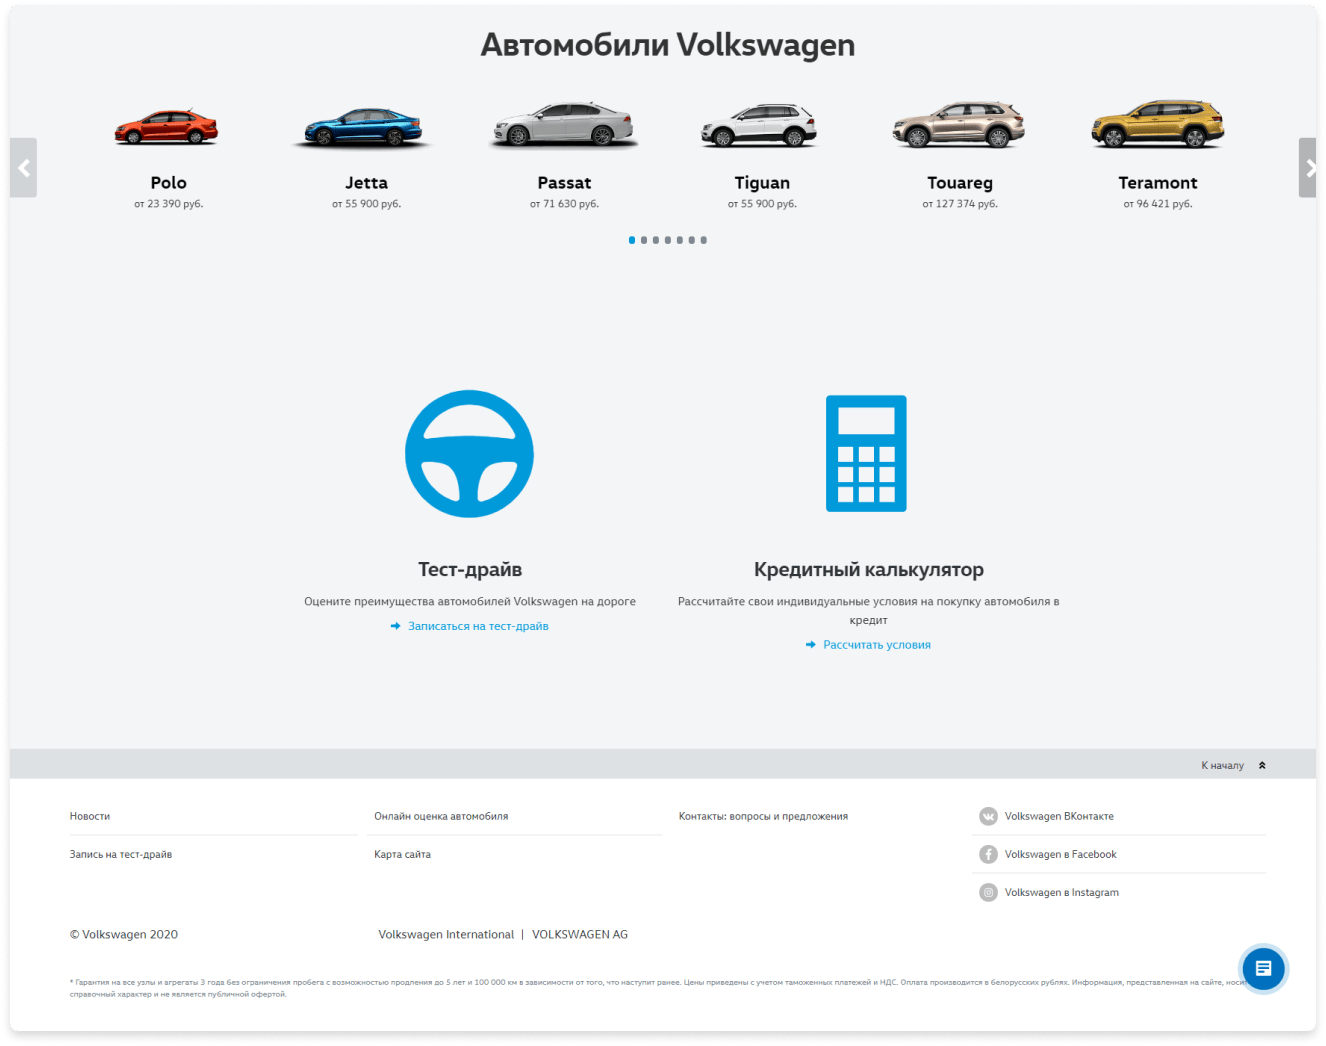 Автомобили Volkswagen
Polo
от 23 390 руб.
Jetta
от 55 900 руб.
Passat
от 71 630 руб.
Tiguan
от 55 900 руб.
Touareg
от 127 374 руб.
Teramont
от 96 421 руб.
Тест-драйв
Оцените преимущества автомобилей Volkswagen на дороге
Записаться на тест-драйв
Кредитный калькулятор
Рассчитайте свои индивидуальные условия на покупку автомобиля в
кредит
Рассчитать условия
К началу
Новости
Онлайн оценка автомобиля
Контакты: вопросы и предложения
Volkswagen ВКонтакте
Запись на тест-драйв
Карта сайта
Volkswagen в Facebook
Volkswagen в Instagram
© Volkswagen 2020
Volkswagen International | VOLKSWAGEN AG
* Гарантия на все узлы и агрегаты 3 года без ограничения пробега с возможностью продления до 5 лет и 100 000 км в зависимости от того, что наступит ранее. Цены приведены с учетом таможенных платежей и НДС. Оплата производится в белорусских рублях. Информация, представленная на сайте,
справочный характер и не является публичной офертой.